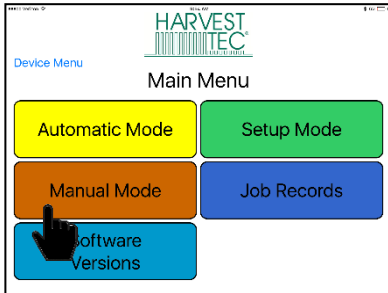 HARVEST
TEC®
Device Menu
Main Menu
Automatic Mode
Setup Mode
Manual Mode
Job Records
oftware
Versions